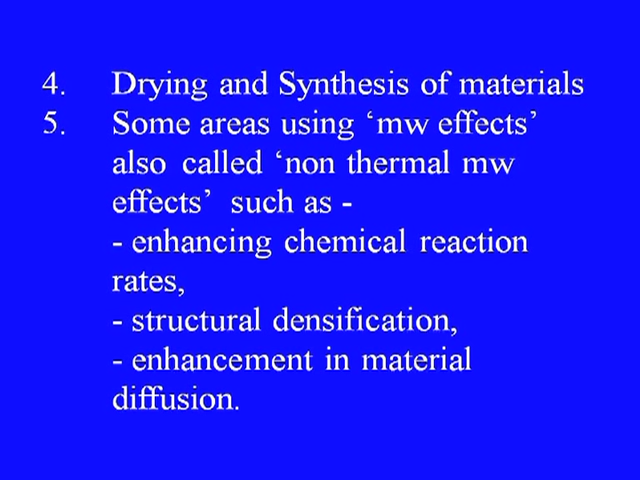 4. Drying and Synthesis of materials
5. Some areas using ‘mw effects’
also called ‘non thermal mw
effects’ such as -
- enhancing chemical reaction
rates,
- structural densification,
- enhancement in material
diffusion.